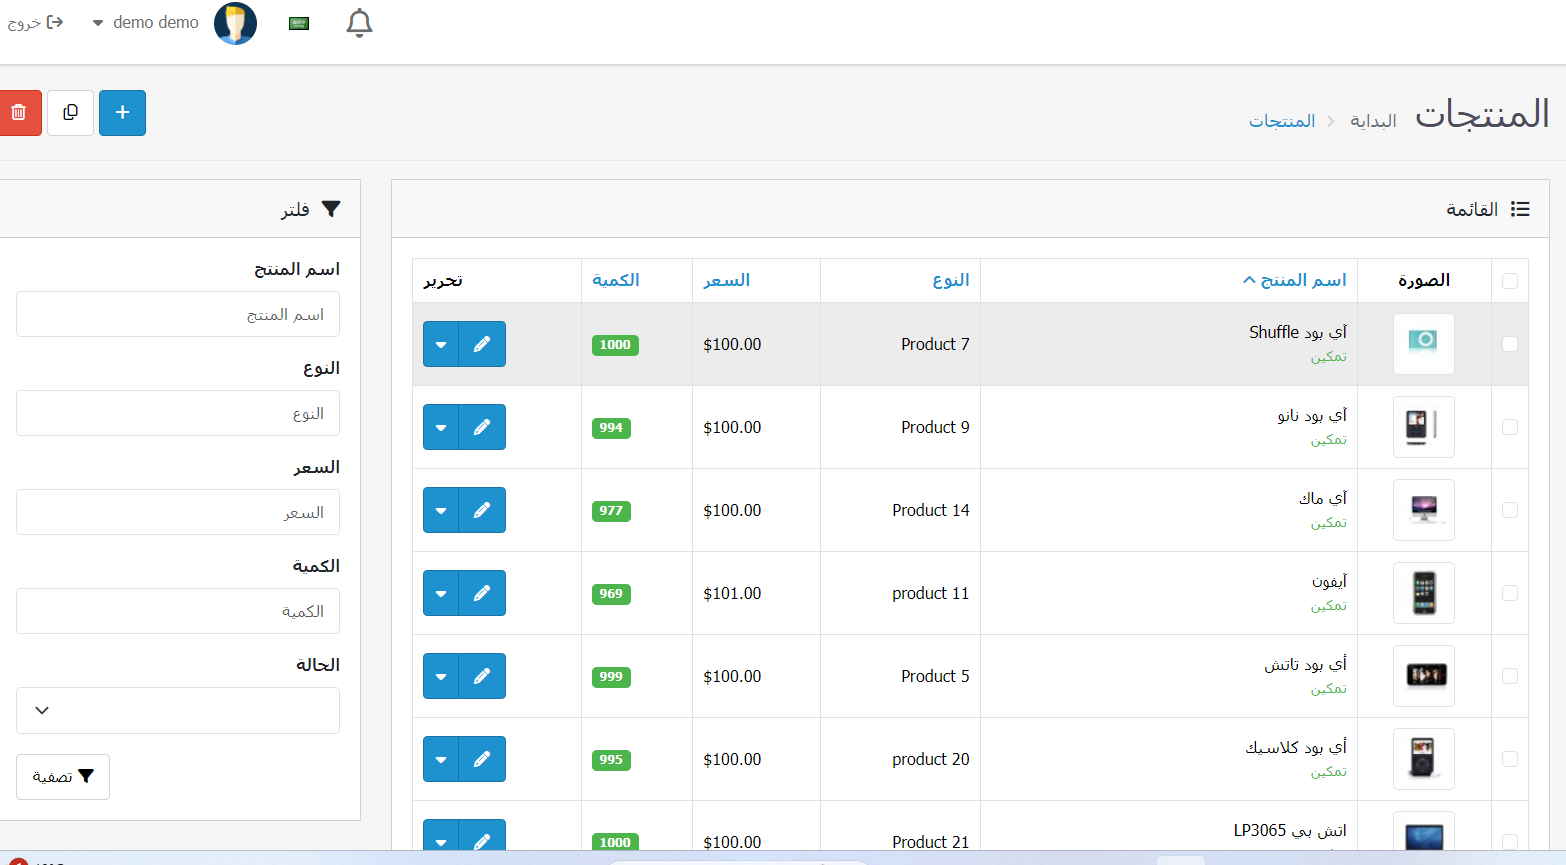 demo demo
خروج
المنتجات
البداية
المنتجات
القائمة
الصورة
اسم المنتج
النوع
السعر
الكمية
تحرير
آي بود Shuffle
تمكين
Product 7
$100.00
1000
آي بود نانو
تمكين
Product 9
$100.00
994
آي ماك
تمكين
Product 14
$100.00
977
آيفون
تمكين
product 11
$101.00
969
أي بود تاتش
تمكين
Product 5
$100.00
999
أي بود كلاسيك
تمكين
product 20
$100.00
995
اتش بي LP3065
Product 21
$100.00
1000
فلتر
اسم المنتج
اسم المنتج
النوع
النوع
السعر
السعر
الكمية
الكمية
الحالة
تصفية